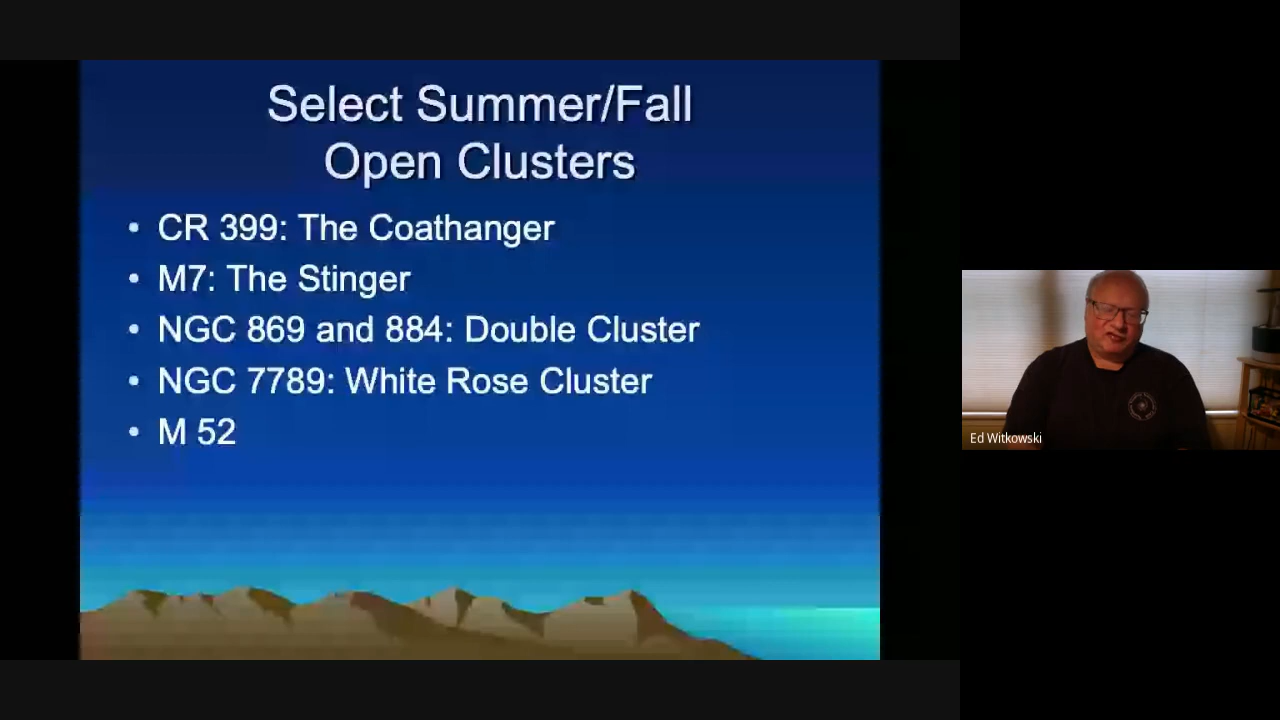 Select Summer/Fall
Open Clusters
• CR 399: The Coathanger
• M7: The Stinger
• NGC 869 and 884: Double Cluster
• NGC 7789: White Rose Cluster
• M 52
Ed Witkowski